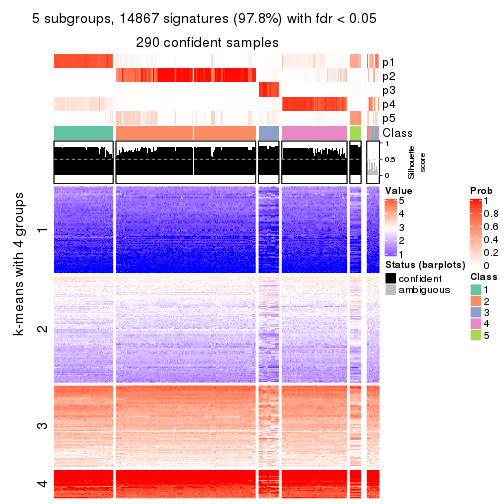 5 subgroups, 14867 signatures (97.8%) with fdr < 0.05
290 confident samples
p1
p2
p3
p4
p5
Class
1
0.5
0
Silhouette
score
k-means with 4 groups
1
2
3
4
Value
5
4
3
2
1
Status (barplots)
confident
ambiguous
Prob
1
0.8
0.6
0.4
0.2
0
Class
1
2
3
4
5